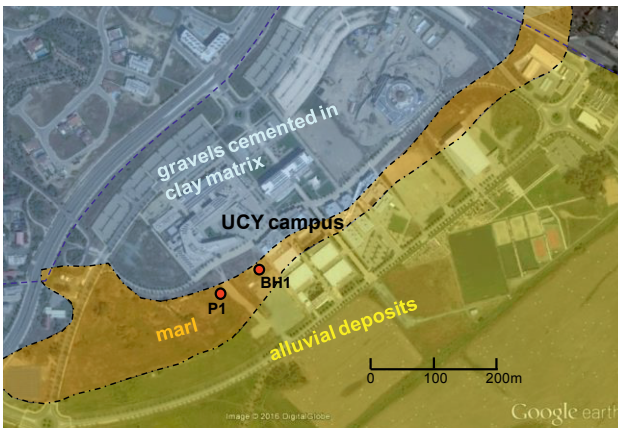 gravels cemented in
clay matrix
UCY campus
BH1
P1
marl
alluvial deposits
0 100 200m
Image © 2016 DigitalGlobe
Google earth